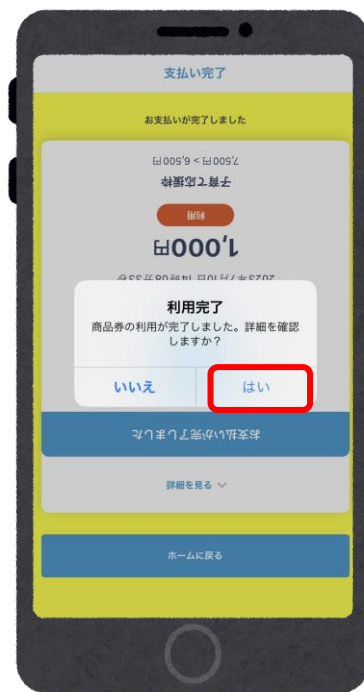 支払い完了
お支払いが完了しました
7,500円 > 6,500円
子育て応援枠
利用
1,000円
2023年7月10日 14時08分33秒
利用完了
商品券の利用が完了しました。詳細を確認
しますか？
いいえ
はい
お支払いが完了しました
詳細を見る
ホームに戻る